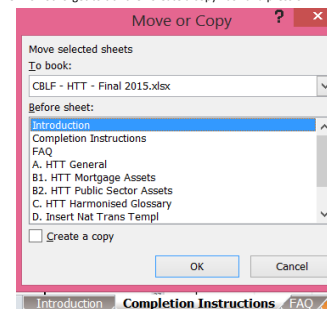 Move or Copy ? x
Move selected sheets
To book:
CBLF - HTT - Final 2015.xlsx
Before sheet:
Introduction
Completion Instructions
FAQ
A. HTT General
B1. HTT Mortgage Assets
B2. HTT Public Sector Assets
C. HTT Harmonised Glossary
D. Insert Nat Trans Templ
Create a copy
OK Cancel
Introduction Completion Instructions FAQ